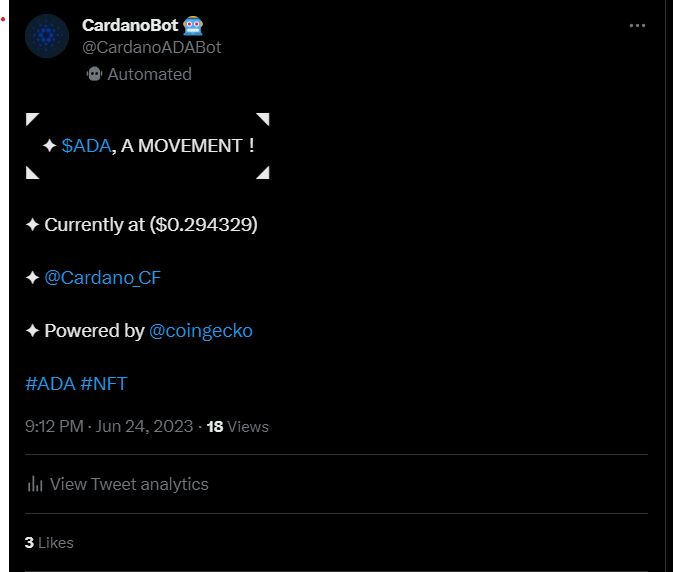 CardanoBot 🤖
@CardanoADABot
Automated
✦ $ADA, A MOVEMENT !
✦ Currently at ($0.294329)
✦ @Cardano_CF
✦ Powered by @coingecko
#ADA #NFT
9:12 PM · Jun 24, 2023 · 18 Views
View Tweet analytics
3 Likes